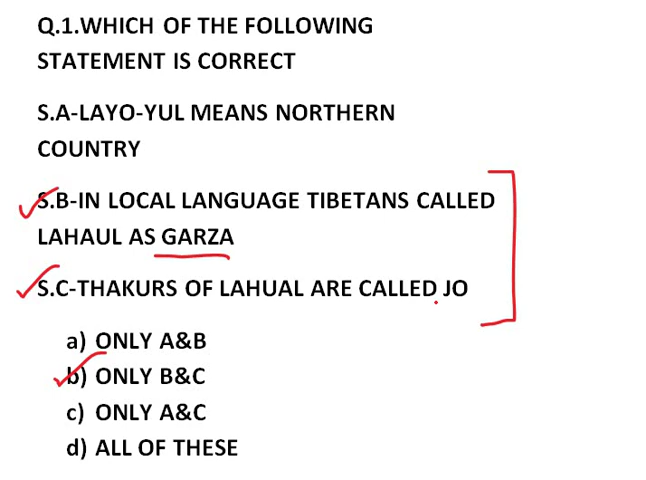 Q.1.WHICH OF THE FOLLOWING
STATEMENT IS CORRECT
S.A-LAYO-YUL MEANS NORTHERN
COUNTRY
S.B-IN LOCAL LANGUAGE TIBETANS CALLED
LAHAUL AS GARZA
S.C-THAKURS OF LAHUAL ARE CALLED JO
a) ONLY A&B
b) ONLY B&C
c) ONLY A&C
d) ALL OF THESE